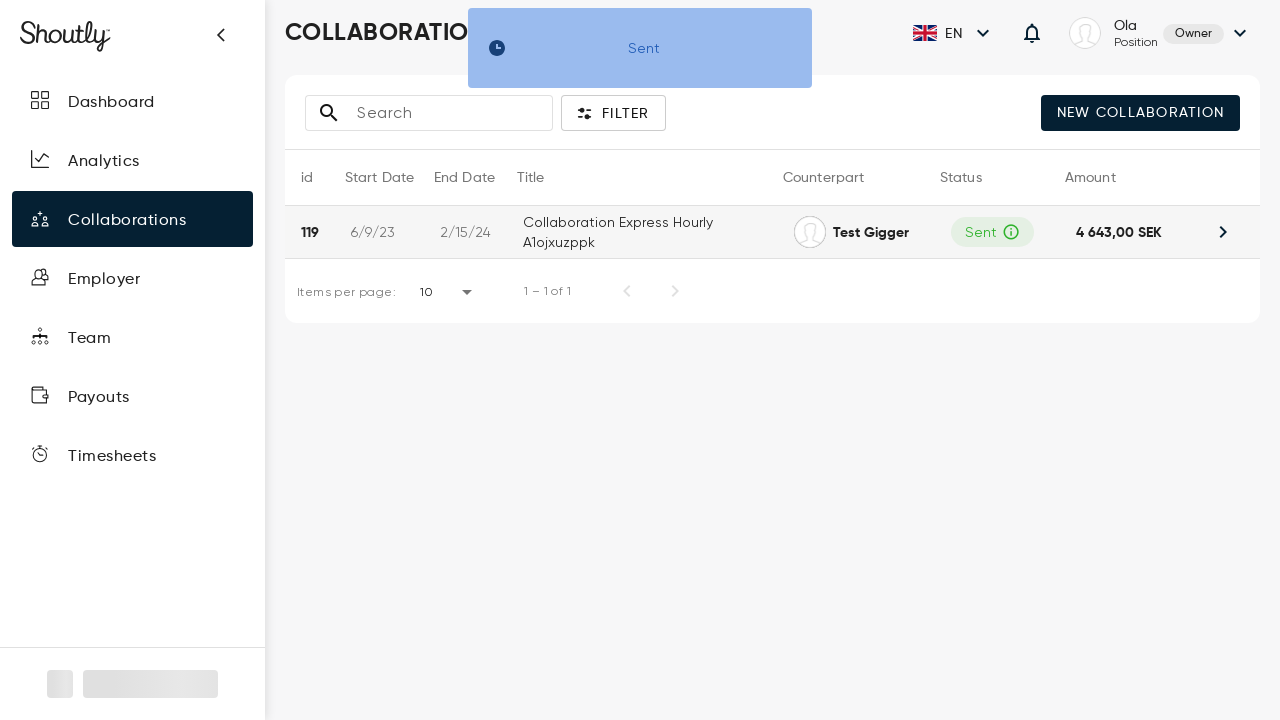 Shoutly
Dashboard
Analytics
Collaborations
Employer
Team
Payouts
Timesheets
COLLABORATIO
Sent
EN
Ola
Position
Owner
Search
FILTER
NEW COLLABORATION
id Start Date End Date Title Counterpart Status Amount
119 6/9/23 2/15/24 Collaboration Express Hourly
A1ojxuzppk Test Gigger Sent 4 643,00 SEK
Items per page: 10 1 – 1 of 1